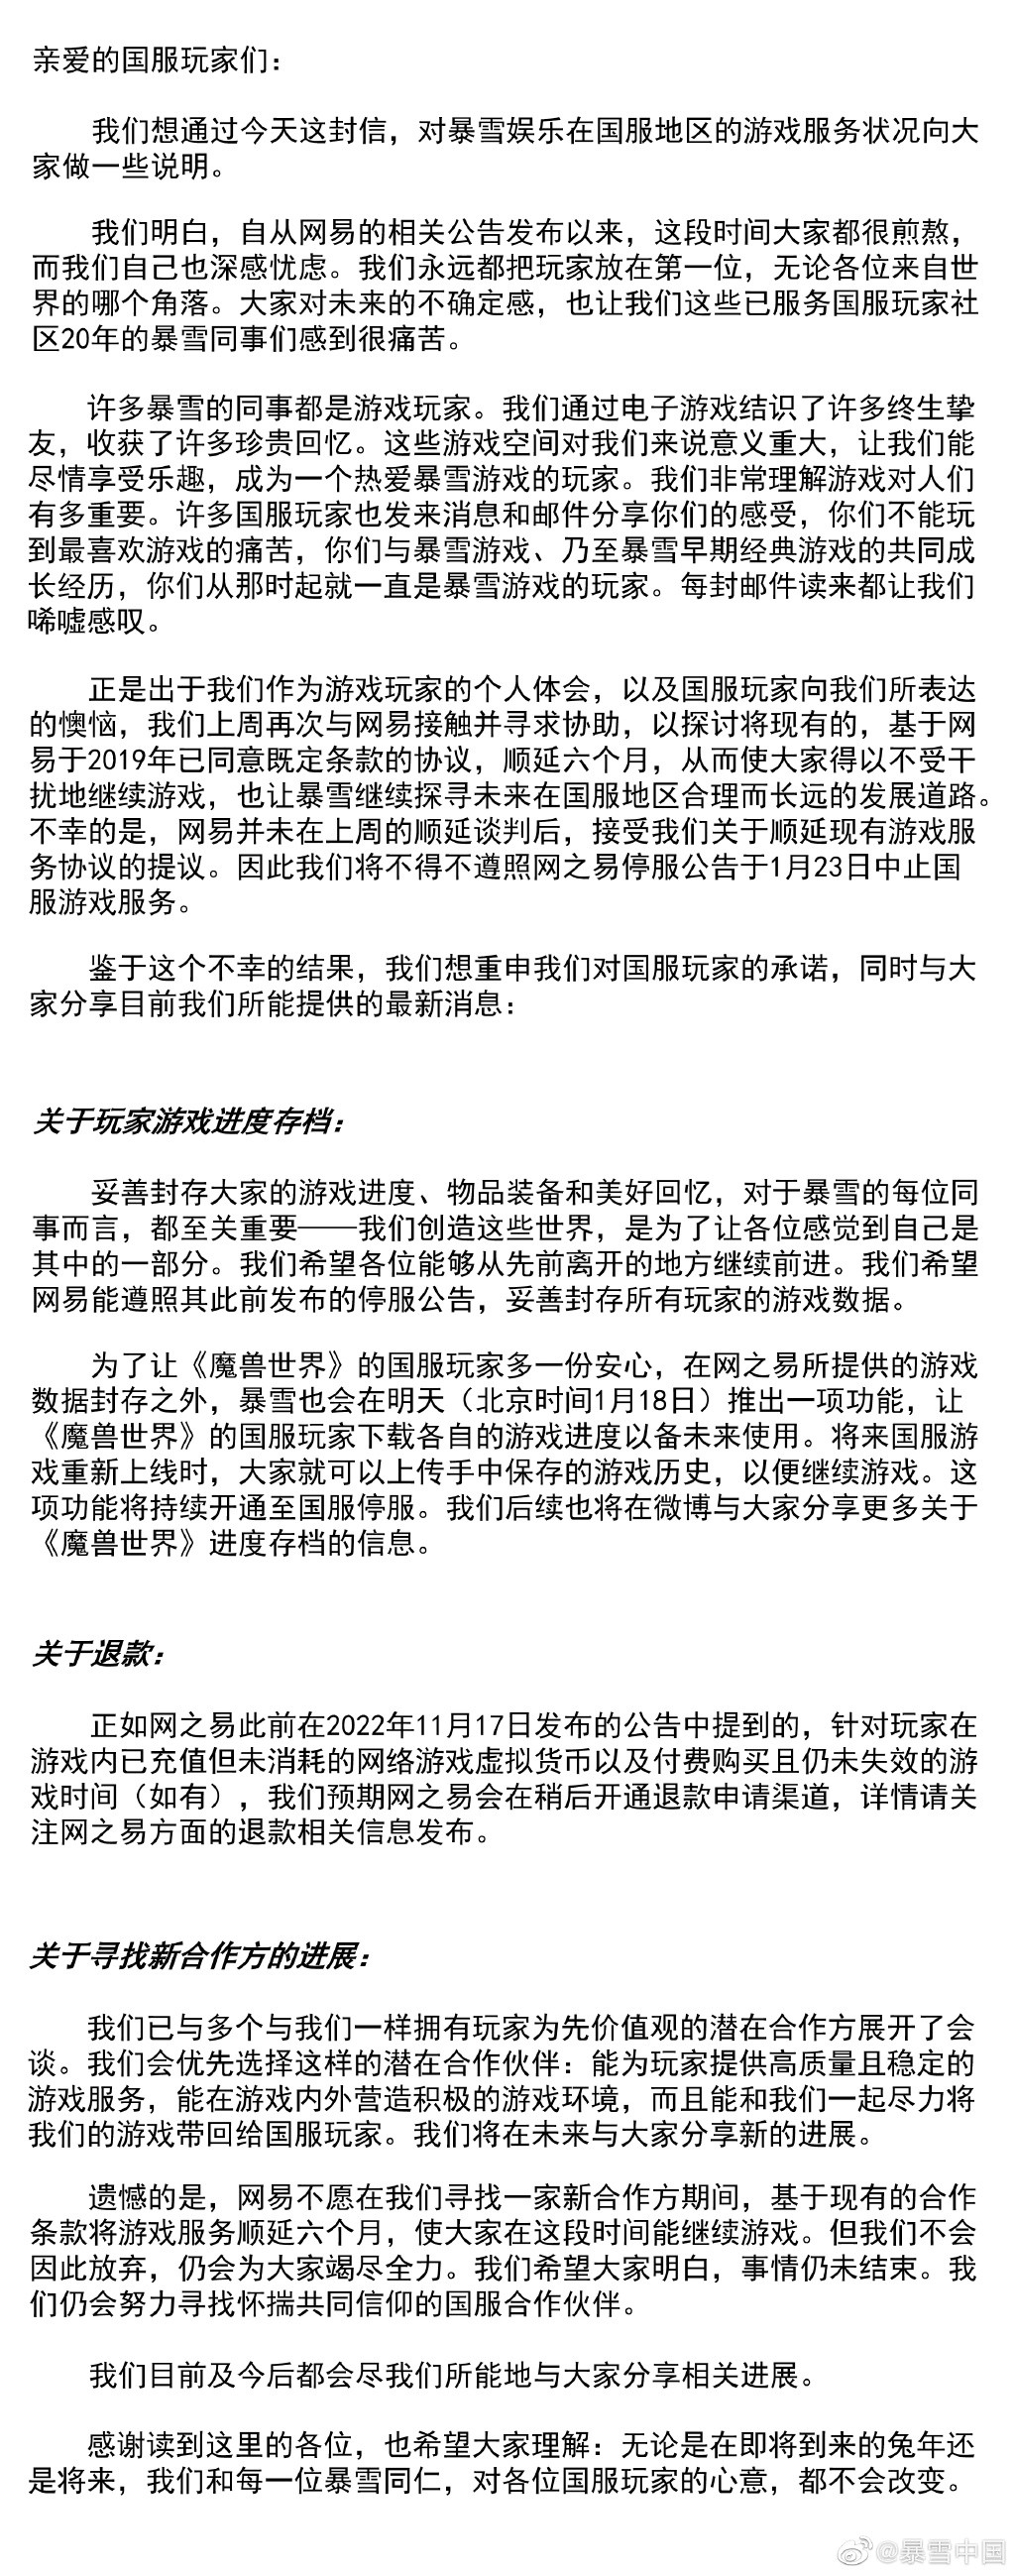 亲爱的国服玩家们：
我们想通过今天这封信，对暴雪娱乐在国服地区的游戏服务状况向大
家做一些说明。
我们明白，自从网易的相关公告发布以来，这段时间大家都很煎熬，
而我们自己也深感忧虑。我们永远都把玩家放在第一位，无论各位来自世
界的哪个角落。大家对未来的不确定感，也让我们这些已服务国服玩家社
区20年的暴雪同事们感到很痛苦。
许多暴雪的同事都是游戏玩家。我们通过电子游戏结识了许多终生挚
友，收获了许多珍贵回忆。这些游戏空间对我们来说意义重大，让我们能
尽情享受乐趣，成为一个热爱暴雪游戏的玩家。我们非常理解游戏对人们
有多重要。许多国服玩家也发来消息和邮件分享你们的感受，你们不能玩
到最喜欢游戏的痛苦，你们与暴雪游戏、乃至暴雪早期经典游戏的共同成
长经历，你们从那时起就一直是暴雪游戏的玩家。每封邮件读来都让我们
唏嘘感叹。
正是出于我们作为游戏玩家的个人体会，以及国服玩家向我们所表达
的懊恼，我们上周再次与网易接触并寻求协助，以探讨将现有的，基于网
易于2019年已同意既定条款的协议，顺延六个月，从而使大家得以不受干
扰地继续游戏，也让暴雪继续探寻未来在国服地区合理而长远的发展道路。
不幸的是，网易并未在上周的顺延谈判后，接受我们关于顺延现有游戏服
务协议的提议。因此我们将不得不遵照网之易停服公告于1月23日中止国
服游戏服务。
鉴于这个不幸的结果，我们想重申我们对国服玩家的承诺，同时与大
家分享目前我们所能提供的最新消息：
关于玩家游戏进度存档：
妥善封存大家的游戏进度、物品装备和美好回忆，对于暴雪的每位同
事而言，都至关重要——我们创造这些世界，是为了让各位感觉到自己是
其中的一部分。我们希望各位能够从先前离开的地方继续前进。我们希望
网易能遵照其此前发布的停服公告，妥善封存所有玩家的游戏数据。
为了让《魔兽世界》的国服玩家多一份安心，在网之易所提供的游戏
数据封存之外，暴雪也会在明天（北京时间1月18日）推出一项功能，让
《魔兽世界》的国服玩家下载各自的游戏进度以备未来使用。将来国服游
戏重新上线时，大家就可以上传手中保存的游戏历史，以便继续游戏。这
项功能将持续开通至国服停服。我们后续也将在微博与大家分享更多关于
《魔兽世界》进度存档的信息。
关于退款：
正如网之易此前在2022年11月17日发布的公告中提到的，针对玩家在
游戏内已充值但未消耗的网络游戏虚拟货币以及付费购买且仍未失效的游
戏时间（如有），我们预期网之易会在稍后开通退款申请渠道，详情请关
注网之易方面的退款相关信息发布。
关于寻找新合作方的进展：
我们已与多个与我们一样拥有玩家为先价值观的潜在合作方展开了会
谈。我们会优先选择这样的潜在合作伙伴：能为玩家提供高质量且稳定的
游戏服务，能在游戏内外营造积极的游戏环境，而且能和我们一起尽力将
我们的游戏带回给国服玩家。我们将在未来与大家分享新的进展。
遗憾的是，网易不愿在我们寻找一家新合作方期间，基于现有的合作
条款将游戏服务顺延六个月，使大家在这段时间能继续游戏。但我们不会
因此放弃，仍会为大家竭尽全力。我们希望大家明白，事情仍未结束。我
们仍会努力寻找怀揣共同信仰的国服合作伙伴。
我们目前及今后都会尽我们所能地与大家分享相关进展。
感谢读到这里的各位，也希望大家理解：无论是在即将到来的兔年还
是将来，我们和每一位暴雪同仁，对各位国服玩家的心意，都不会改变。
@暴雪中国